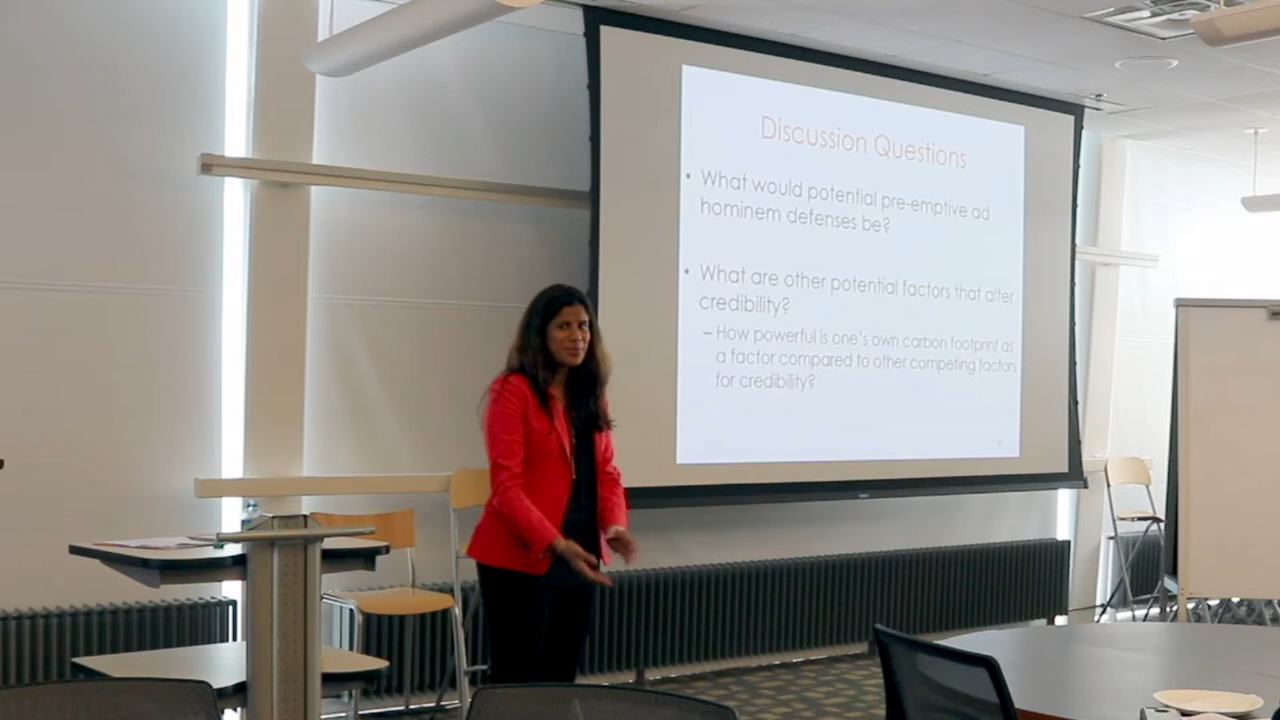 Discussion Questions
• What would potential pre-emptive ad
hominem defenses be?
• What are other potential factors that alter
credibility?
– How powerful is one's own carbon footprint as
a factor compared to other competing factors
for credibility?